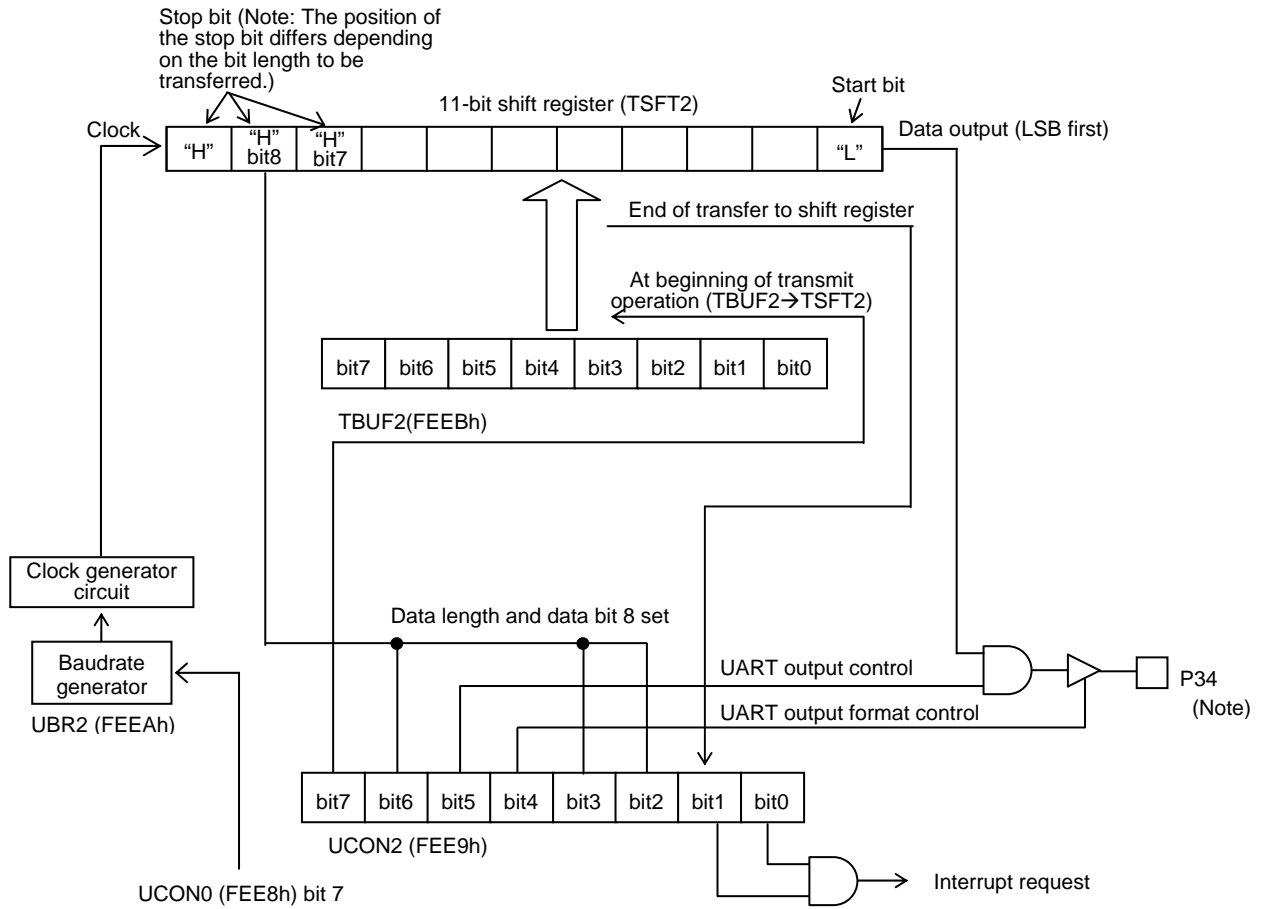 Stop bit (Note: The position of
the stop bit differs depending
on the bit length to be
transferred.)
11-bit shift register (TSFT2)
Start bit
Clock
Data output (LSB first)
“H”
“H”
bit8
“H”
bit7
“L”
End of transfer to shift register
At beginning of transmit
operation (TBUF2→TSFT2)
bit7 bit6 bit5 bit4 bit3 bit2 bit1 bit0
TBUF2(FEEBh)
Clock generator
circuit
Data length and data bit 8 set
Baudrate
generator
UBR2 (FEEAh)
UART output control
P34
(Note)
UART output format control
bit7 bit6 bit5 bit4 bit3 bit2 bit1 bit0
UCON2 (FEE9h)
UCON0 (FEE8h) bit 7
Interrupt request